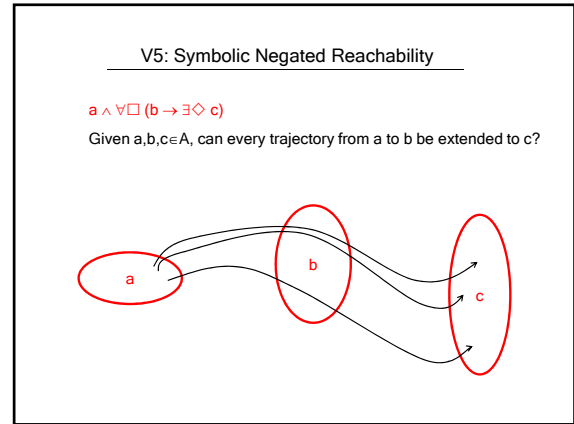 V5: Symbolic Negated Reachability
a ∧ ∀□ (b → ∃◇ c)
Given a,b,c∈A, can every trajectory from a to b be extended to c?
a
b
c